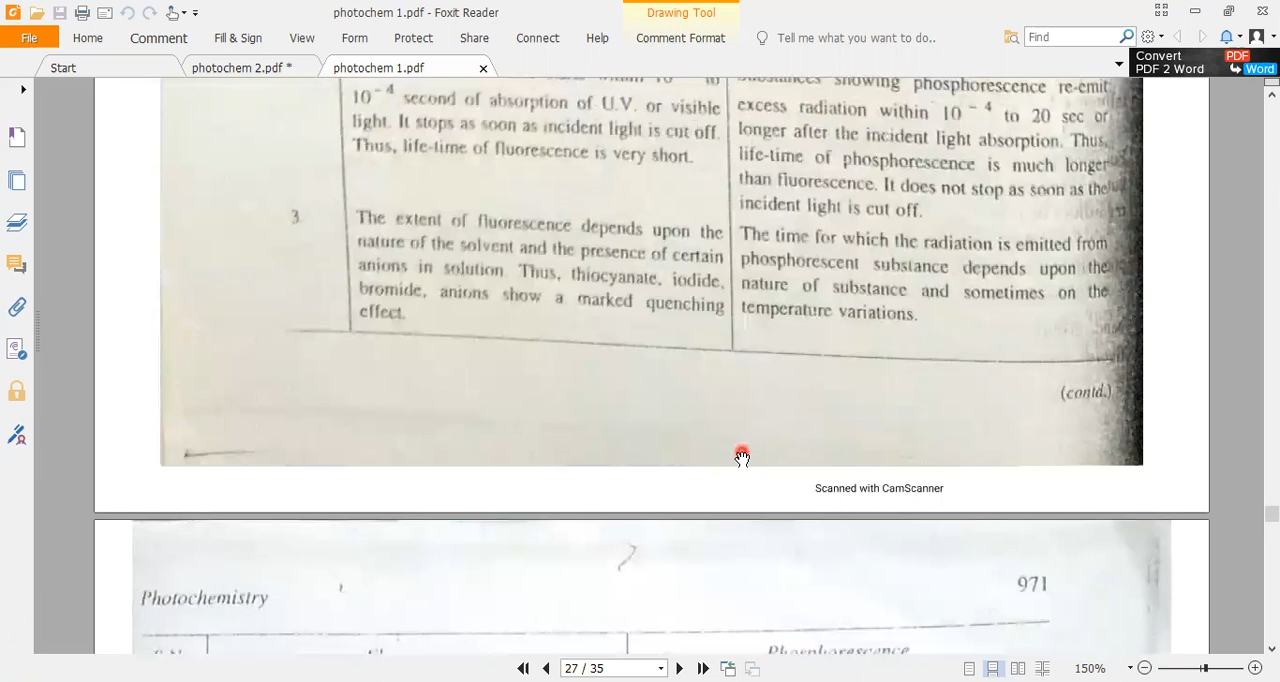 photochem 1.pdf - Foxit Reader
Drawing Tool
File Home Comment Fill & Sign View Form Protect Share Connect Help Comment Format Tell me what you want to do.. Find
Start photochem 2.pdf * photochem 1.pdf
Convert PDF
PDF 2 Word Word
10⁻⁴ second of absorption of U.V. or visible
light. It stops as soon as incident light is cut off.
Thus, life-time of fluorescence is very short.
substances showing phosphorescence re-emit
excess radiation within 10⁻⁴ to 20 sec or
longer after the incident light absorption. Thus,
life-time of phosphorescence is much longer
than fluorescence. It does not stop as soon as the
incident light is cut off.
3.
The extent of fluorescence depends upon the
nature of the solvent and the presence of certain
anions in solution. Thus, thiocyanate, iodide,
bromide, anions show a marked quenching
effect.
The time for which the radiation is emitted from
phosphorescent substance depends upon the
nature of substance and sometimes on the
temperature variations.
(contd.)
Scanned with CamScanner
Photochemistry 971
Phosphorescence
27 / 35
150%